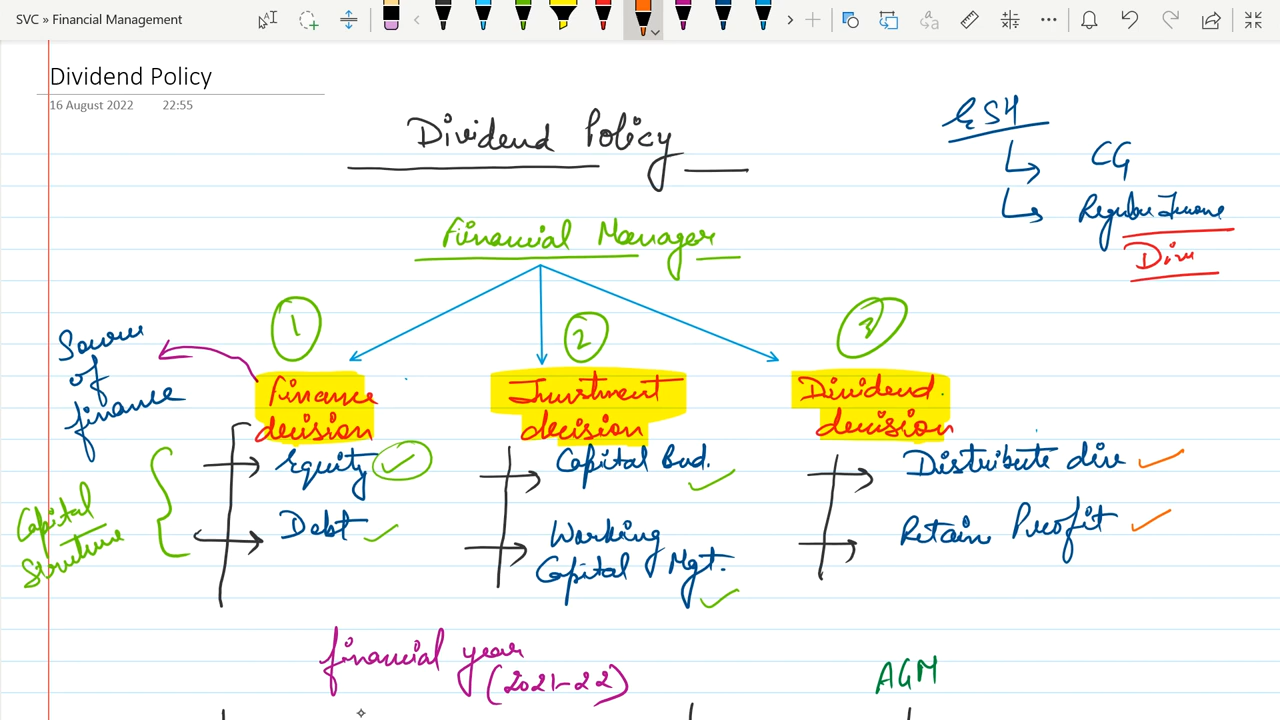 SVC » Financial Management
Dividend Policy
16 August 2022 22:55
Dividend Policy
ESH
CG
Regular Income
Div
Financial Manager
1
2
3
Source
of
finance
Finance
decision
Investment
decision
Dividend
decision
Equity
Debt
Capital
Structure
Capital Bud.
Working
Capital Mgt.
Distribute div
Retain Profit
financial year
(2021-22)
AGM